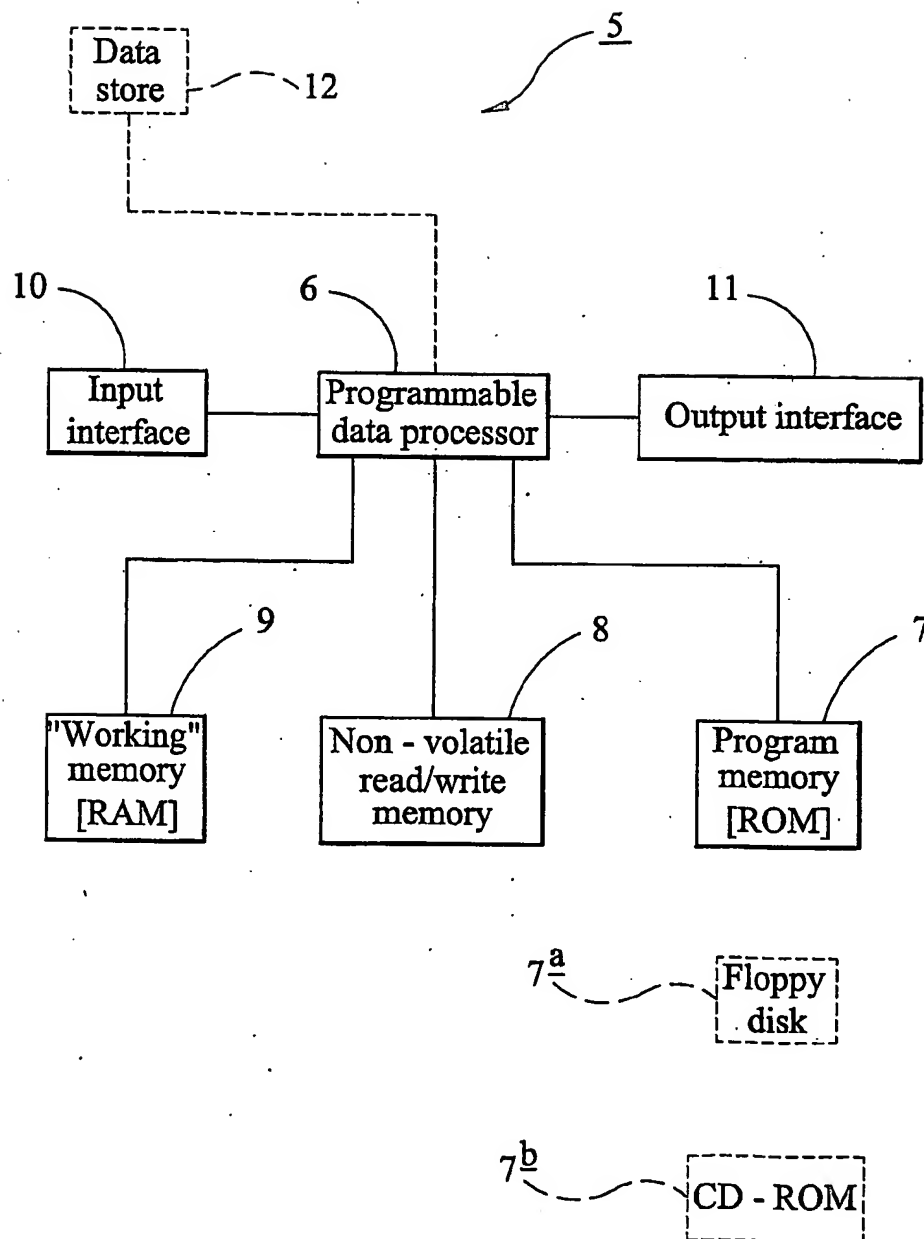 5
Data
store
12
10
6
11
Input
interface
Programmable
data processor
Output interface
9
8
7
"Working"
memory
[RAM]
Non - volatile
read/write
memory
Program
memory
[ROM]
7a
Floppy
disk
7b
CD - ROM